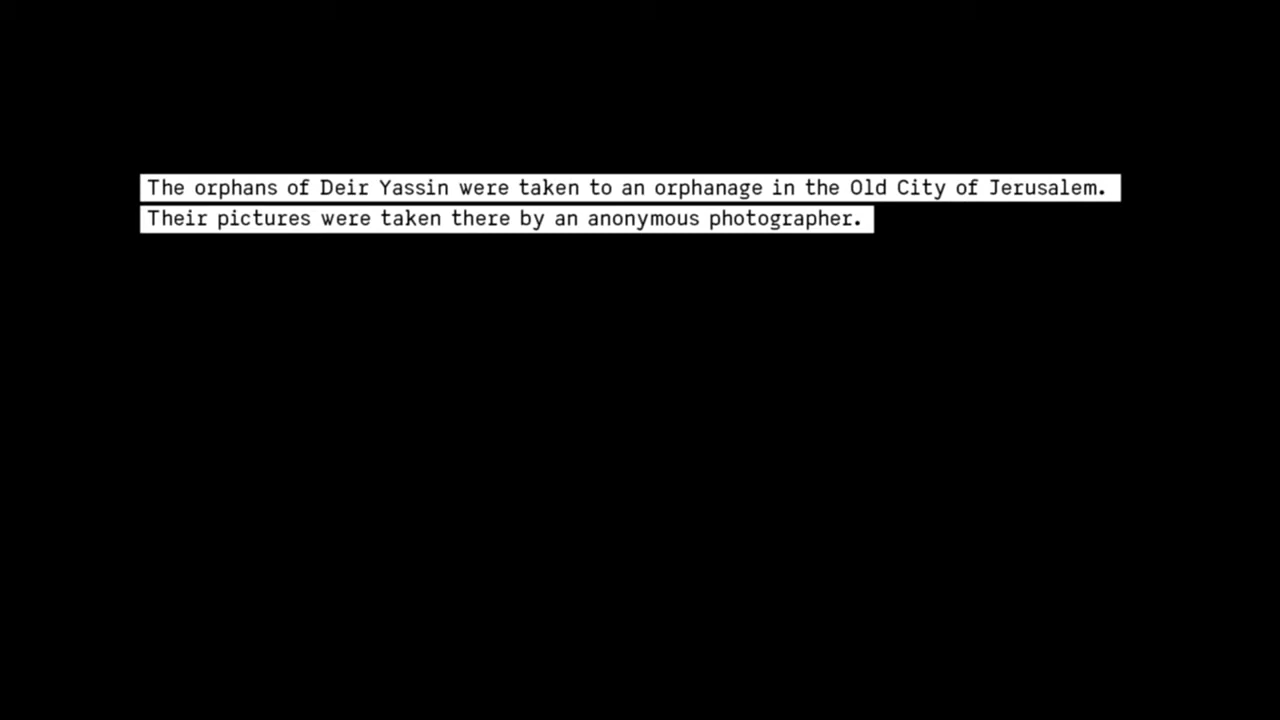 The orphans of Deir Yassin were taken to an orphanage in the Old City of Jerusalem.
Their pictures were taken there by an anonymous photographer.